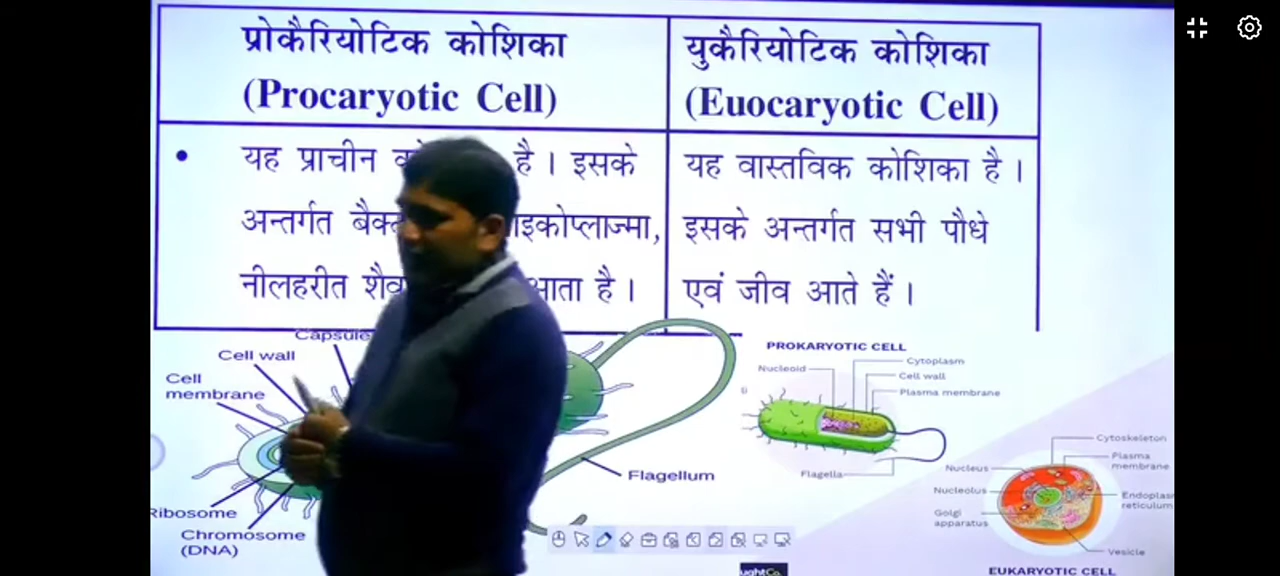 प्रोकैरियोटिक कोशिका
(Procaryotic Cell)
युकैरियोटिक कोशिका
(Euocaryotic Cell)
• यह प्राचीन है । इसके
अन्तर्गत
नीलहरीत आता है ।
यह वास्तविक कोशिका है ।
इसके अन्तर्गत सभी पौधे
एवं जीव आते हैं ।
Capsule
Cell wall
Cell
membrane
Ribosome
Chromosome
(DNA)
Flagellum
PROKARYOTIC CELL
Nucleoid
Cytoplasm
Cell wall
Plasma membrane
Flagella
Cytoskeleton
Plasma
membrane
Nucleus
Nucleolus
Golgi
apparatus
reticulum
Vesicle
EUKARYOTIC CELL